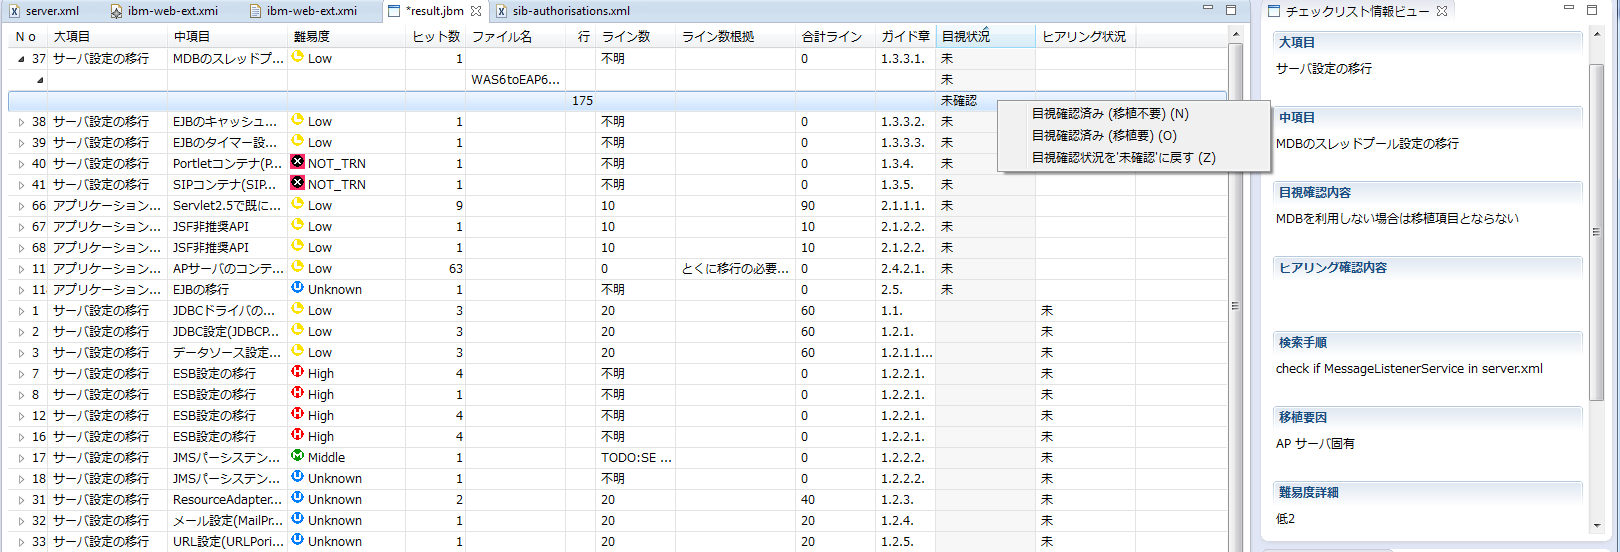 server.xml ibm-web-ext.xmi ibm-web-ext.xmi *result.jbm sib-authorisations.xml
No 大項目 中項目 難易度 ヒット数 ファイル名 行 ライン数 ライン数根拠 合計ライン ガイド章 目視状況 ヒアリング状況
37 サーバ設定の移行 MDBのスレッドプ... Low 1 不明 0 1.3.3.1. 未
WAS6toEAP6... 未
175 未確認
38 サーバ設定の移行 EJBのキャッシュ... Low 1 不明 0 1.3.3.2. 未
39 サーバ設定の移行 EJBのタイマー設... Low 1 不明 0 1.3.3.3. 未
40 サーバ設定の移行 Portletコンテナ(P... NOT_TRN 1 不明 0 1.3.4. 未
41 サーバ設定の移行 SIPコンテナ(SIP... NOT_TRN 1 不明 0 1.3.5. 未
66 アプリケーション... Servlet2.5で既に... Low 9 10 90 2.1.1.1. 未
67 アプリケーション... JSF非推奨API Low 1 10 10 2.1.2.2. 未
68 アプリケーション... JSF非推奨API Low 1 10 10 2.1.2.2. 未
11 アプリケーション... APサーバのコンテ... Low 63 0 とくに移行の必要... 0 2.4.2.1. 未
11 アプリケーション... EJBの移行 Unknown 1 不明 0 2.5. 未
1 サーバ設定の移行 JDBCドライバの... Low 3 20 60 1.1. 未
2 サーバ設定の移行 JDBC設定(JDBCP... Low 3 20 60 1.2.1. 未
3 サーバ設定の移行 データソース設定... Low 3 20 60 1.2.1.1... 未
7 サーバ設定の移行 ESB設定の移行 High 4 不明 0 1.2.2.1. 未
8 サーバ設定の移行 ESB設定の移行 High 1 不明 0 1.2.2.1. 未
12 サーバ設定の移行 ESB設定の移行 High 4 不明 0 1.2.2.1. 未
16 サーバ設定の移行 ESB設定の移行 High 4 不明 0 1.2.2.1. 未
17 サーバ設定の移行 JMSパーシステン... Middle 1 TODO:SE ... 0 1.2.2.2. 未
18 サーバ設定の移行 JMSパーシステン... Unknown 1 不明 0 1.2.2.2. 未
31 サーバ設定の移行 ResourceAdapter... Unknown 2 20 40 1.2.3. 未
32 サーバ設定の移行 メール設定(MailPr... Unknown 1 20 20 1.2.4. 未
33 サーバ設定の移行 URL設定(URLPori... Unknown 1 20 20 1.2.5. 未
目視確認済み (移植不要) (N)
目視確認済み (移植要) (O)
目視確認状況を'未確認'に戻す (Z)
チェックリスト情報ビュー
大項目
サーバ設定の移行
中項目
MDBのスレッドプール設定の移行
目視確認内容
MDBを利用しない場合は移植項目とならない
ヒアリング確認内容
検索手順
check if MessageListenerService in server.xml
移植要因
AP サーバ固有
難易度詳細
低2